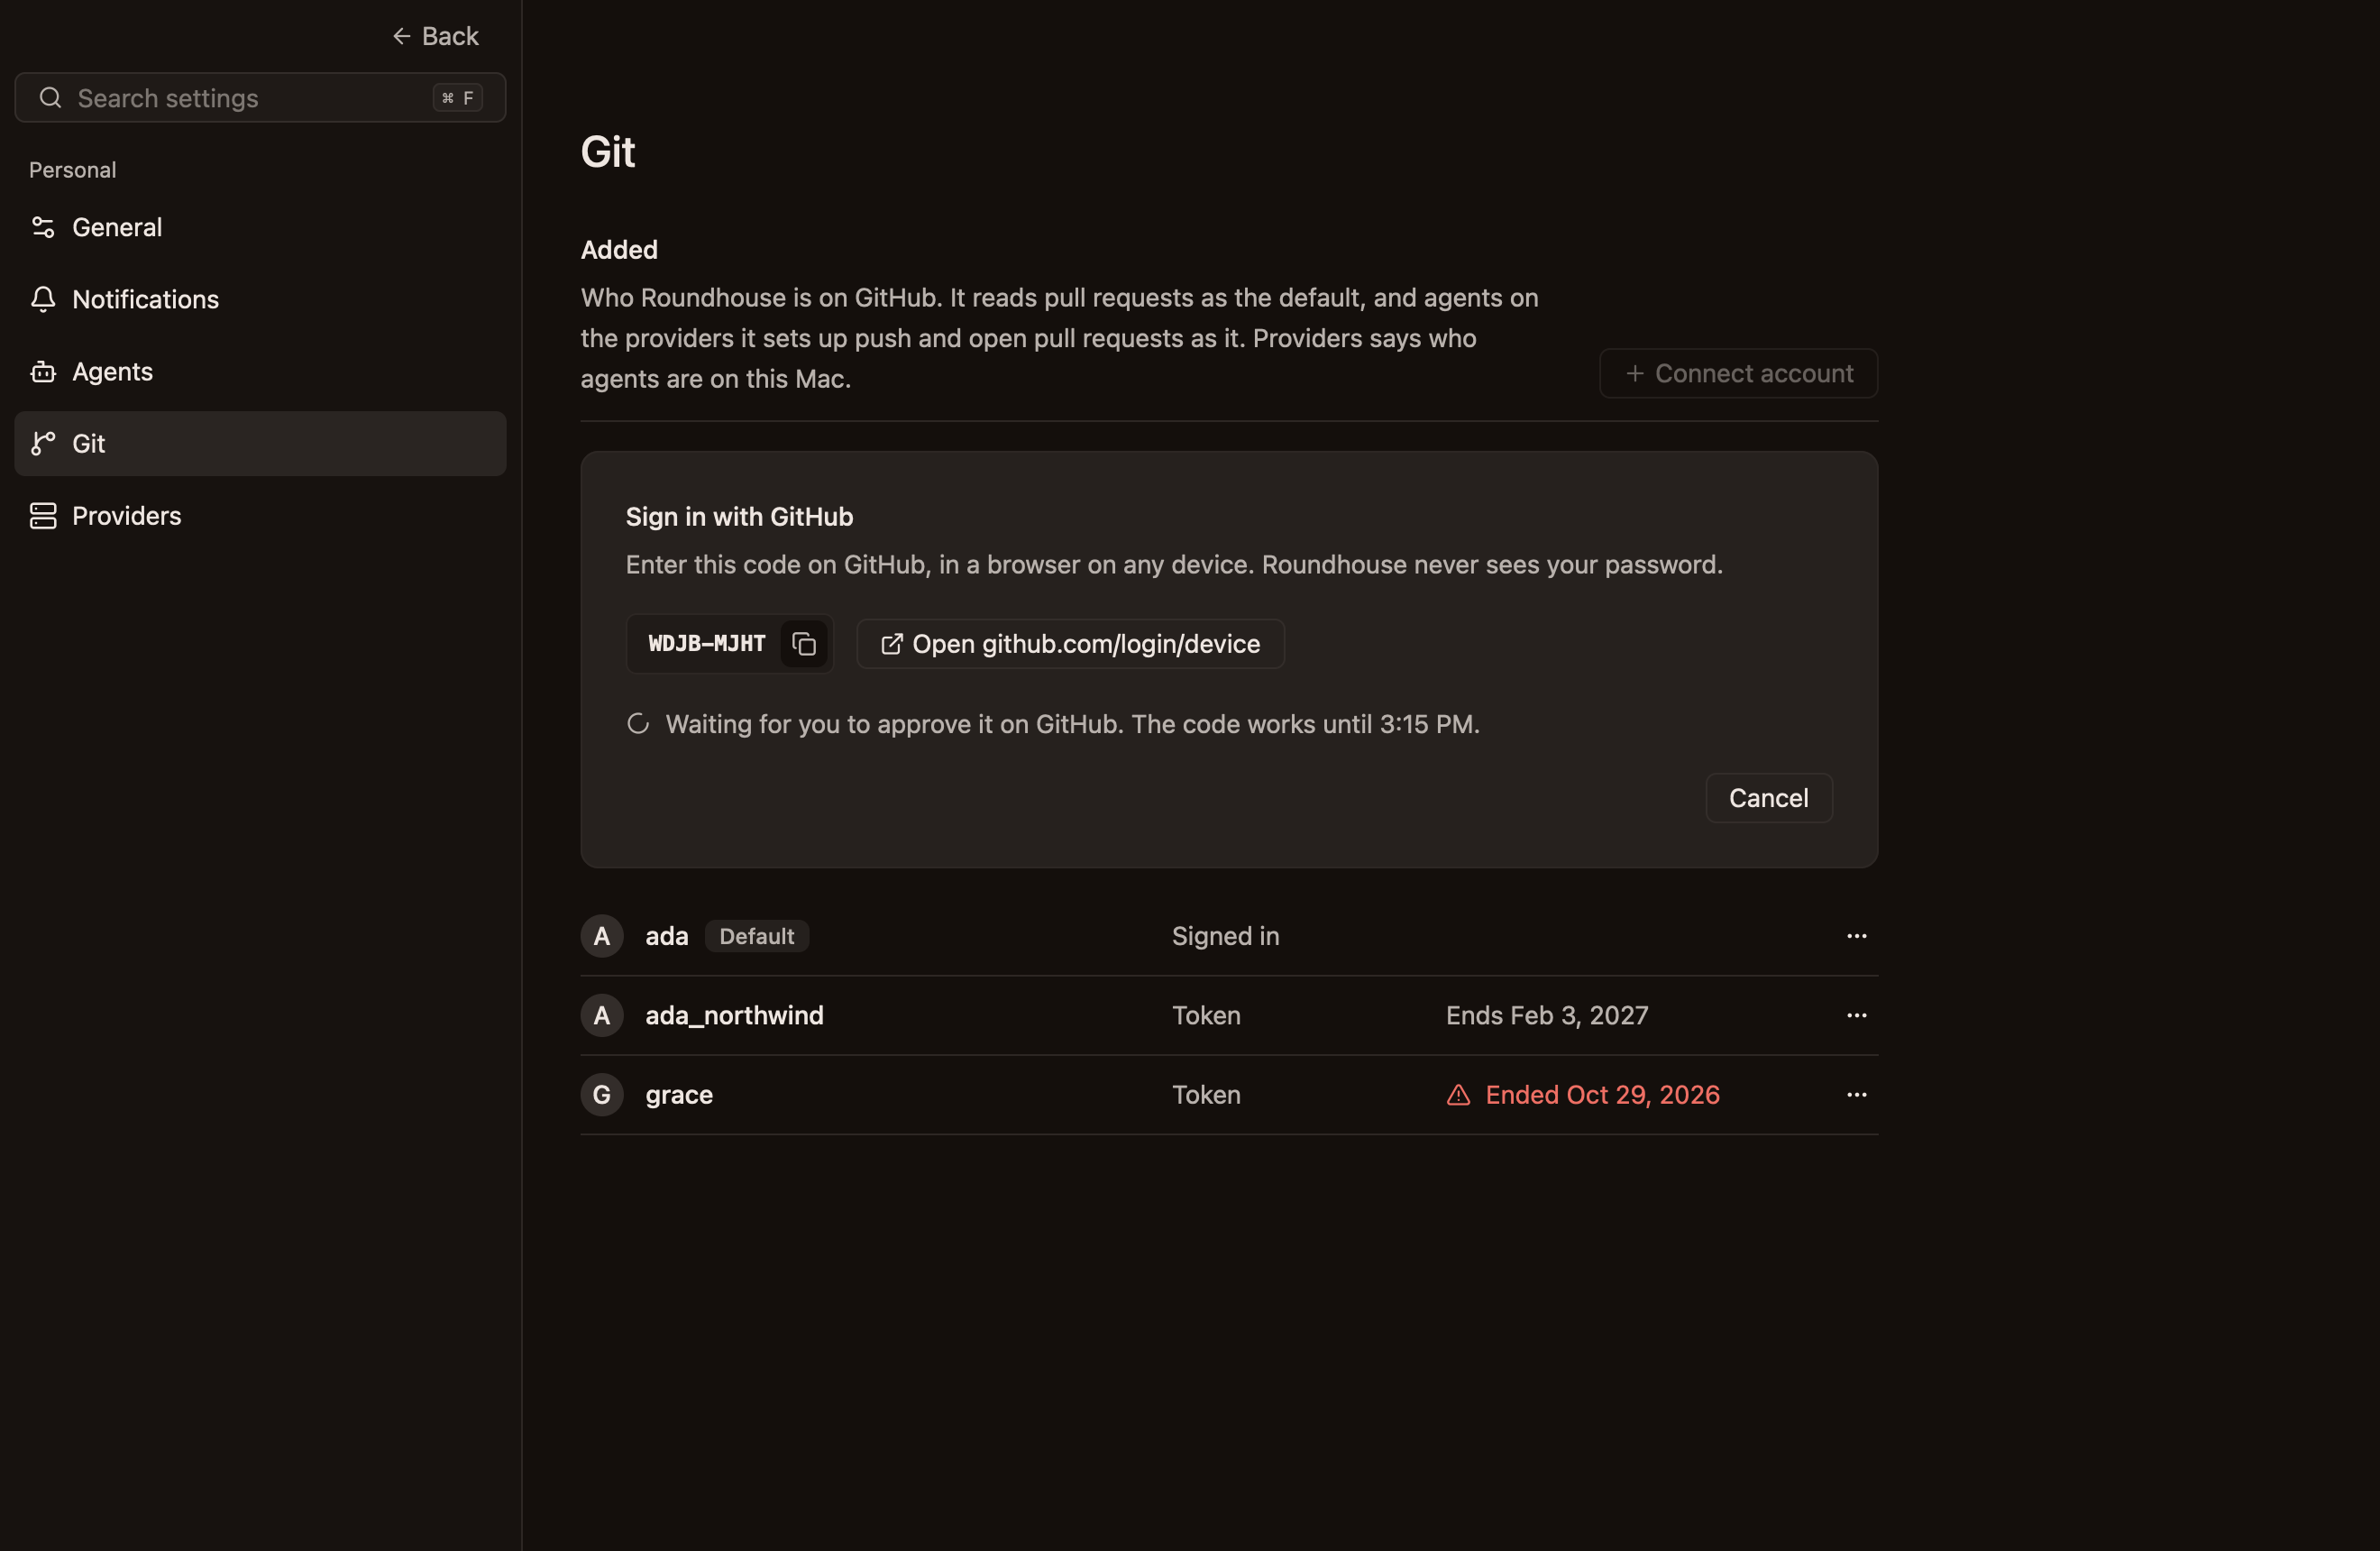 Back
Search settings
⌘ F
Personal
General
Notifications
Agents
Git
Providers
Git
Added
Who Roundhouse is on GitHub. It reads pull requests as the default, and agents on
the providers it sets up push and open pull requests as it. Providers says who
agents are on this Mac.
Connect account
Sign in with GitHub
Enter this code on GitHub, in a browser on any device. Roundhouse never sees your password.
WDJB-MJHT
Open github.com/login/device
Waiting for you to approve it on GitHub. The code works until 3:15 PM.
Cancel
A ada Default Signed in
A ada_northwind Token Ends Feb 3, 2027
G grace Token Ended Oct 29, 2026